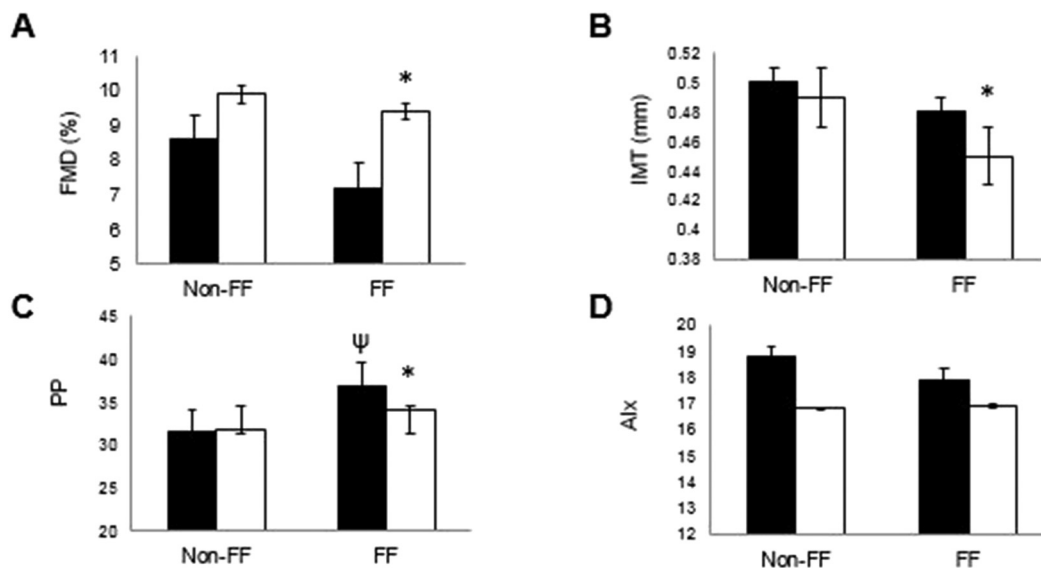 A
FMD (%)
11
10
9
8
7
6
5
*
Non-FF FF
B
IMT (mm)
0.52
0.5
0.48
0.46
0.44
0.42
0.4
0.38
*
Non-FF FF
C
PP
45
40
35
30
25
20
ψ
*
Non-FF FF
D
AIx
20
19
18
17
16
15
14
13
12
Non-FF FF